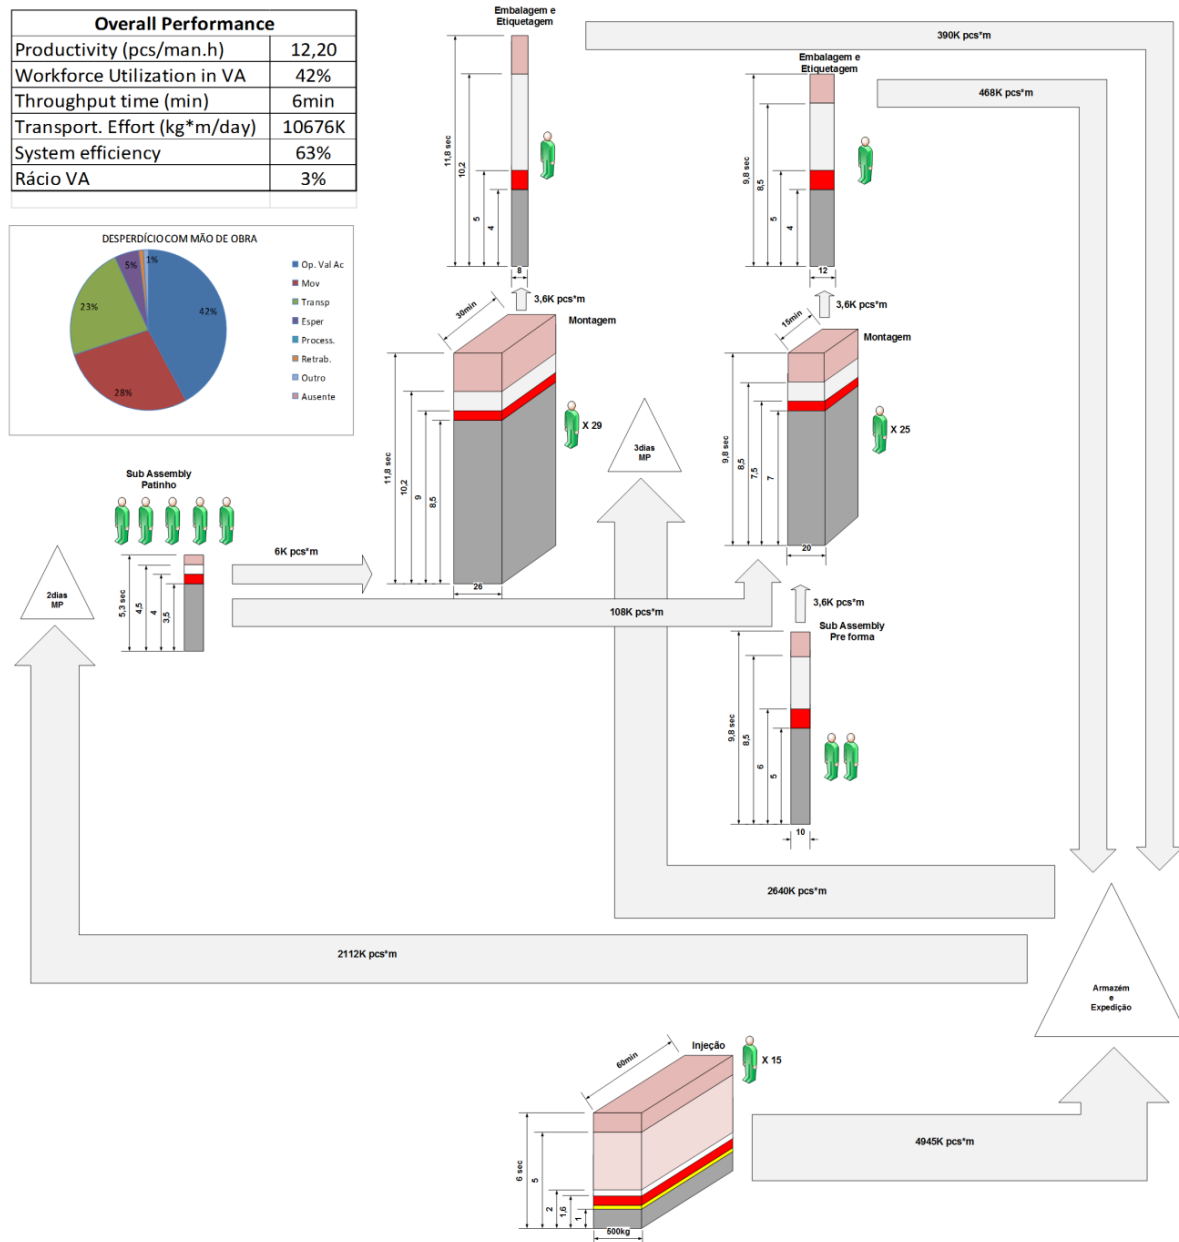 Overall Performance
Productivity (pcs/man.h) 12,20
Workforce Utilization in VA 42%
Throughput time (min) 6min
Transport. Effort (kg*m/day) 10676K
System efficiency 63%
Rácio VA 3%
DESPERDÍCIO COM MÃO DE OBRA
1%
5%
23%
42%
28%
Op. Val Ac
Mov
Transp
Esper
Process.
Retrab.
Outro
Ausente
Embalagem e
Etiquetagem
11,8 sec
10,2
5
4
8
390K pcs*m
Embalagem e
Etiquetagem
468K pcs*m
9,8 sec
8,5
5
4
12
3,6K pcs*m
30min
Montagem
11,8 sec
10,2
9
8,5
26
X 29
3dias
MP
3,6K pcs*m
15min
Montagem
9,8 sec
8,5
7,5
7
20
X 25
Sub Assembly
Patinho
2dias
MP
5,3 sec
4,5
4
3,5
6K pcs*m
108K pcs*m
3,6K pcs*m
Sub Assembly
Pre forma
9,8 sec
8,5
6
5
10
2640K pcs*m
2112K pcs*m
Armazém
e
Expedição
Injeção
60min
X 15
6 sec
5
2
1,6
1
500kg
4945K pcs*m